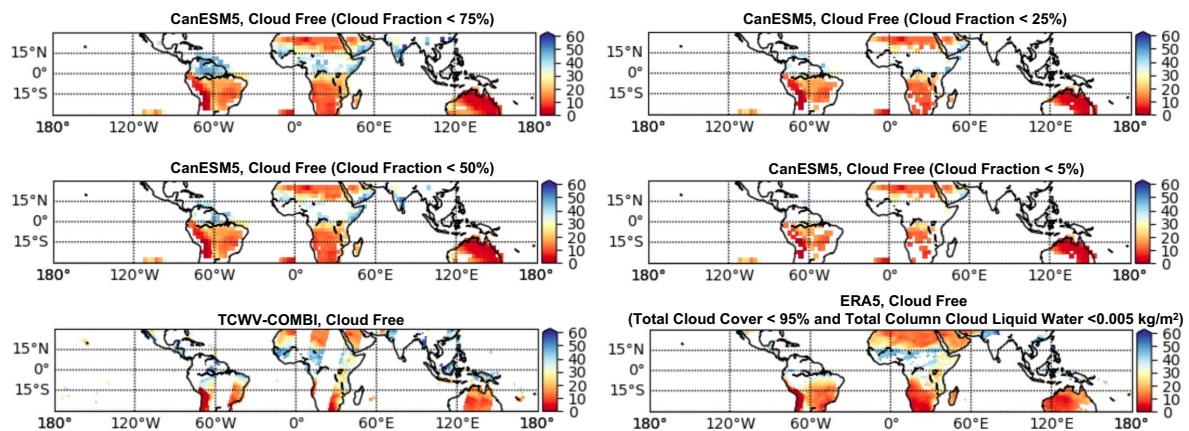 CanESM5, Cloud Free (Cloud Fraction < 75%)
60
50
40
30
20
10
0
15°N
0°
15°S
180° 120°W 60°W 0° 60°E 120°E 180°
CanESM5, Cloud Free (Cloud Fraction < 25%)
60
50
40
30
20
10
0
15°N
0°
15°S
180° 120°W 60°W 0° 60°E 120°E 180°
CanESM5, Cloud Free (Cloud Fraction < 50%)
60
50
40
30
20
10
0
15°N
0°
15°S
180° 120°W 60°W 0° 60°E 120°E 180°
CanESM5, Cloud Free (Cloud Fraction < 5%)
60
50
40
30
20
10
0
15°N
0°
15°S
180° 120°W 60°W 0° 60°E 120°E 180°
TCWV-COMBI, Cloud Free
60
50
40
30
20
10
0
15°N
0°
15°S
180° 120°W 60°W 0° 60°E 120°E 180°
ERA5, Cloud Free
(Total Cloud Cover < 95% and Total Column Cloud Liquid Water <0.005 kg/m²)
60
50
40
30
20
10
0
15°N
0°
15°S
180° 120°W 60°W 0° 60°E 120°E 180°